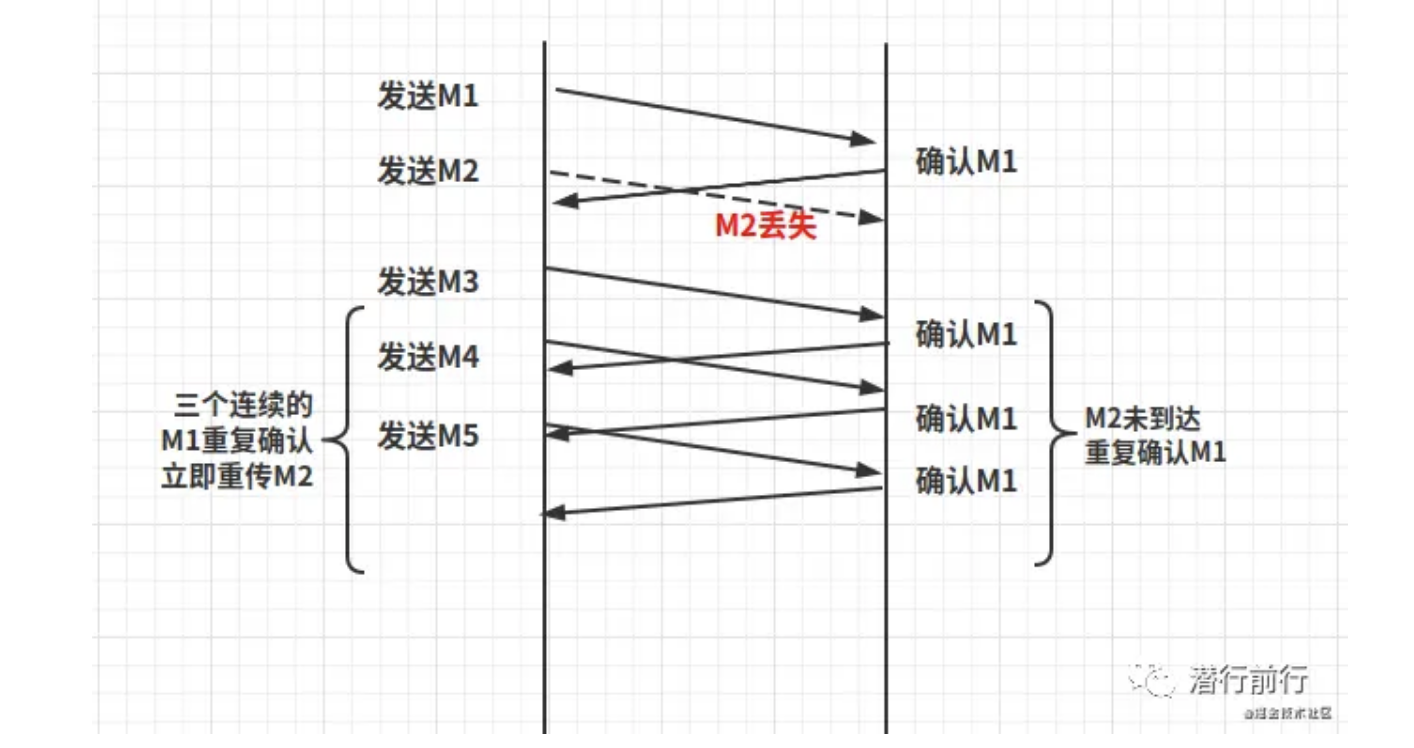 发送M1
确认M1
发送M2
M2丢失
发送M3
确认M1
发送M4
三个连续的
M1重复确认
立即重传M2
确认M1
发送M5
确认M1
M2未到达
重复确认M1
潜行前行
@掘金技术社区